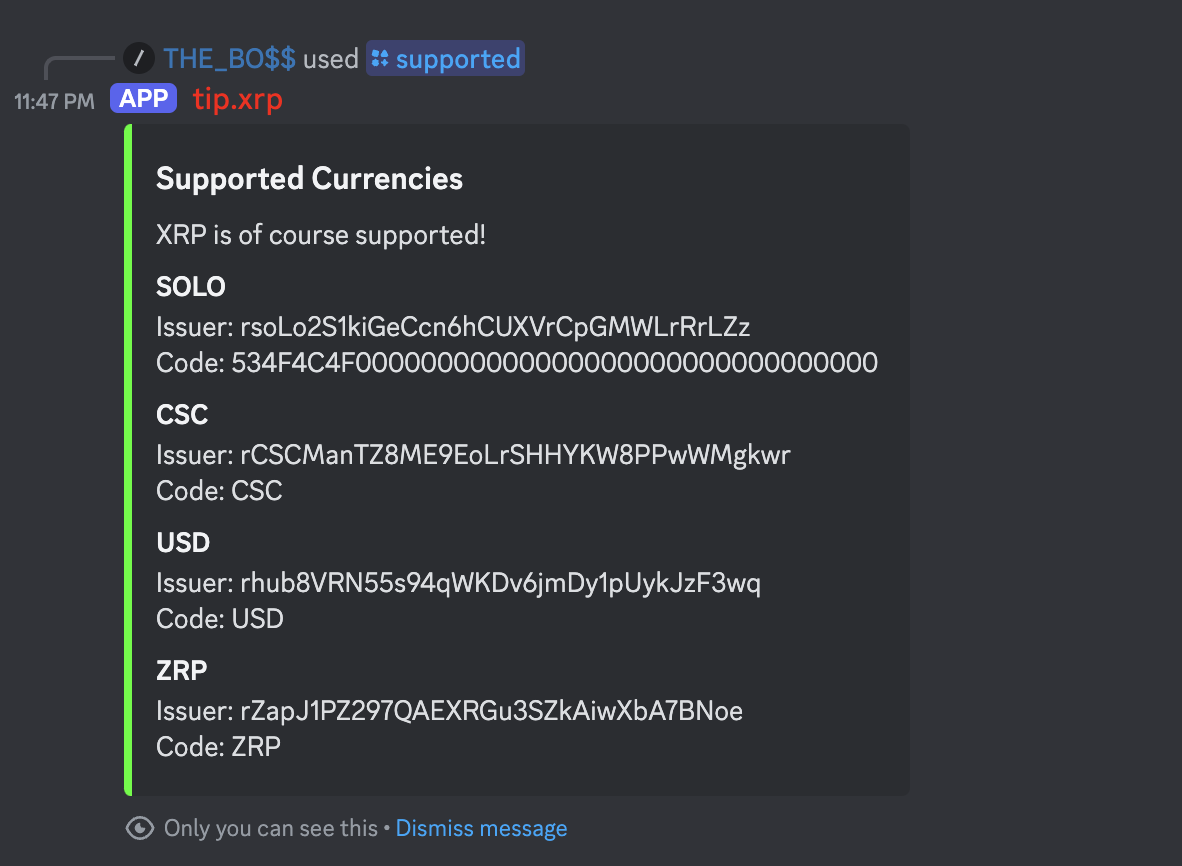 THE_BO$$ used supported
11:47 PM APP tip.xrp
Supported Currencies
XRP is of course supported!
SOLO
Issuer: rsoLo2S1kiGeCcn6hCUXVrCpGMWLrRrLZz
Code: 534F4C4F00000000000000000000000000000000
CSC
Issuer: rCSCManTZ8ME9EoLrSHHYKW8PPwWMgkwr
Code: CSC
USD
Issuer: rhub8VRN55s94qWKDv6jmDy1pUykJzF3wq
Code: USD
ZRP
Issuer: rZapJ1PZ297QAEXRGu3SZkAiwXbA7BNoe
Code: ZRP
Only you can see this • Dismiss message